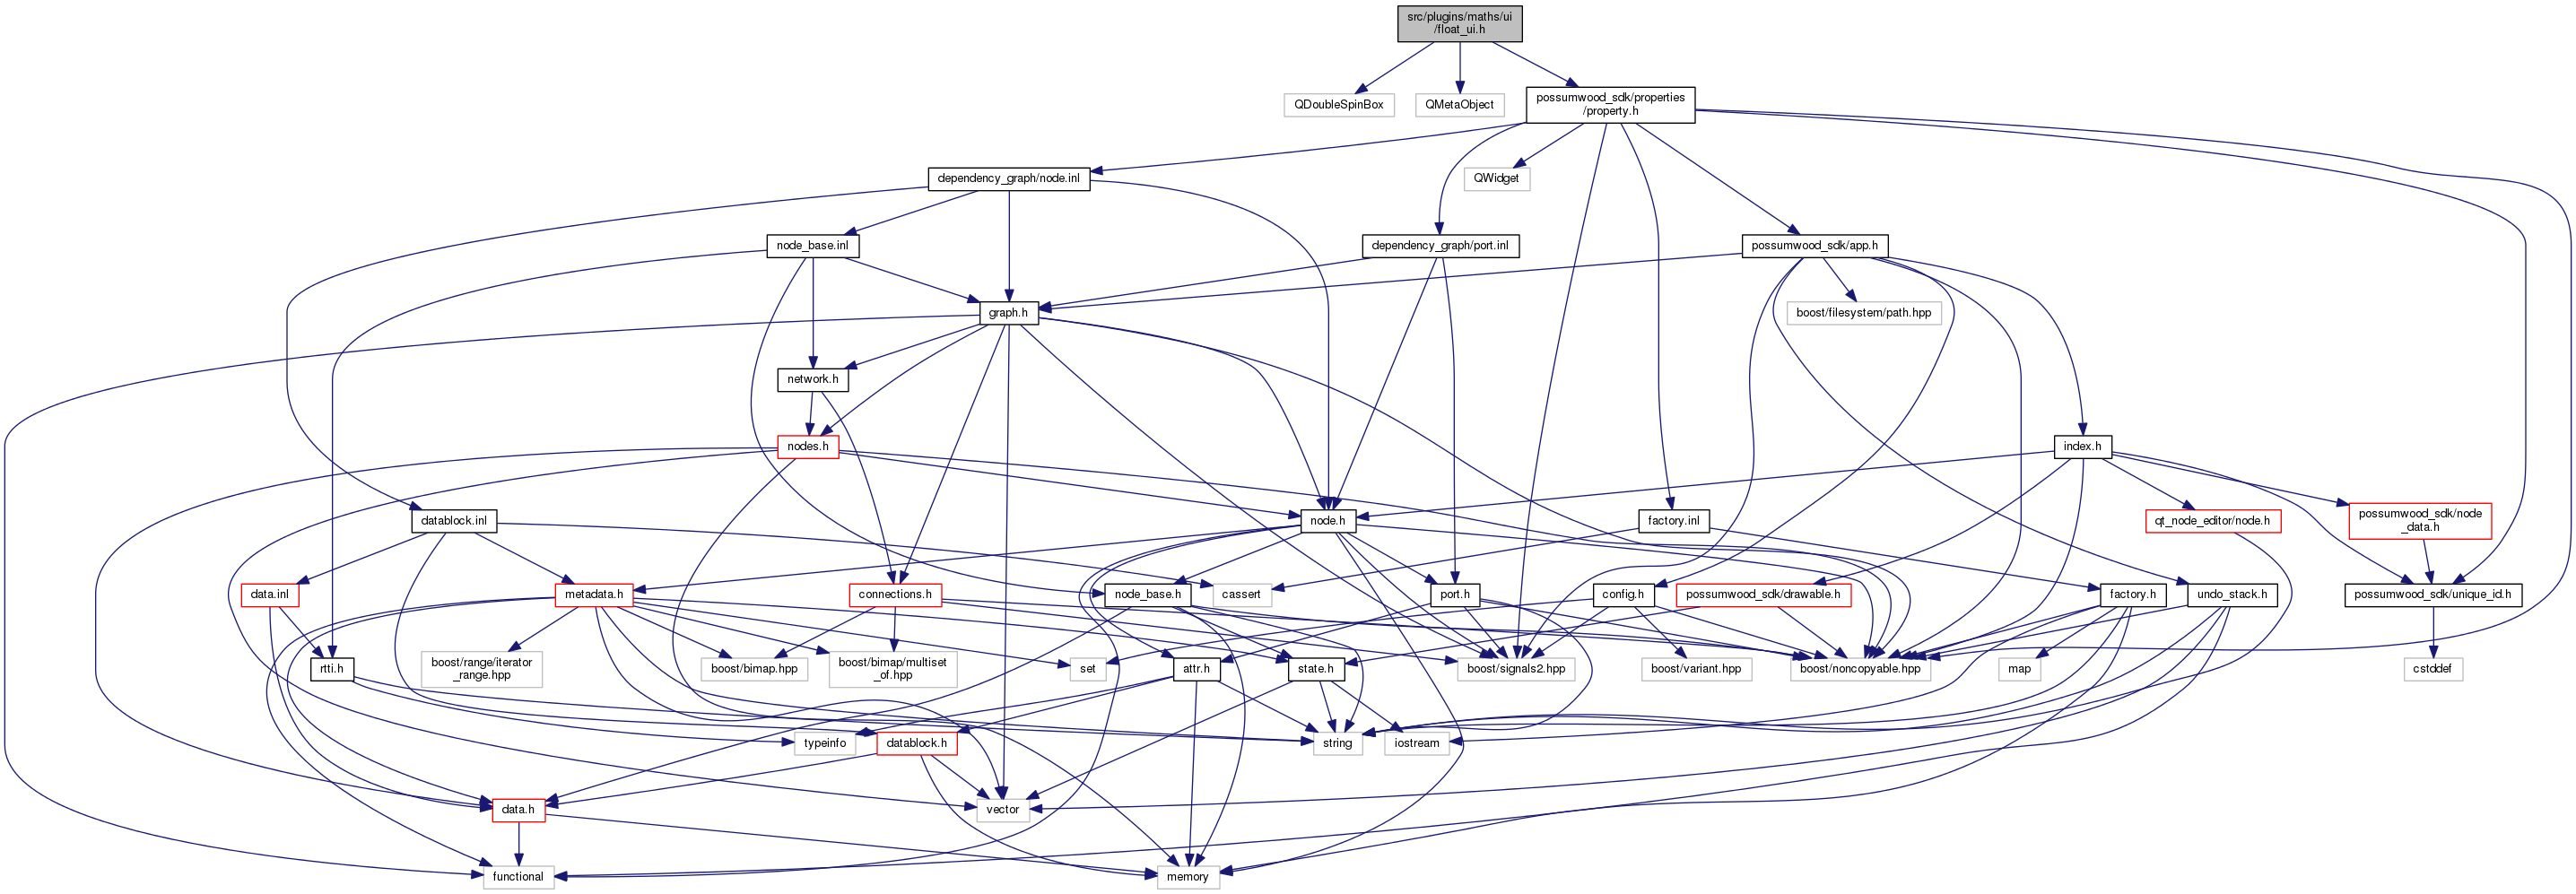 src/plugins/maths/ui
/float_ui.h
QDoubleSpinBox
QMetaObject
possumwood_sdk/properties
/property.h
dependency_graph/node.inl
QWidget
node_base.inl
dependency_graph/port.inl
possumwood_sdk/app.h
graph.h
boost/filesystem/path.hpp
network.h
nodes.h
index.h
datablock.inl
node.h
factory.inl
qt_node_editor/node.h
possumwood_sdk/node
_data.h
data.inl
metadata.h
connections.h
node_base.h
cassert
port.h
config.h
possumwood_sdk/drawable.h
factory.h
undo_stack.h
possumwood_sdk/unique_id.h
rtti.h
boost/range/iterator
_range.hpp
boost/bimap.hpp
boost/bimap/multiset
_of.hpp
set
attr.h
state.h
boost/signals2.hpp
boost/variant.hpp
boost/noncopyable.hpp
map
cstddef
typeinfo
datablock.h
string
iostream
data.h
vector
functional
memory